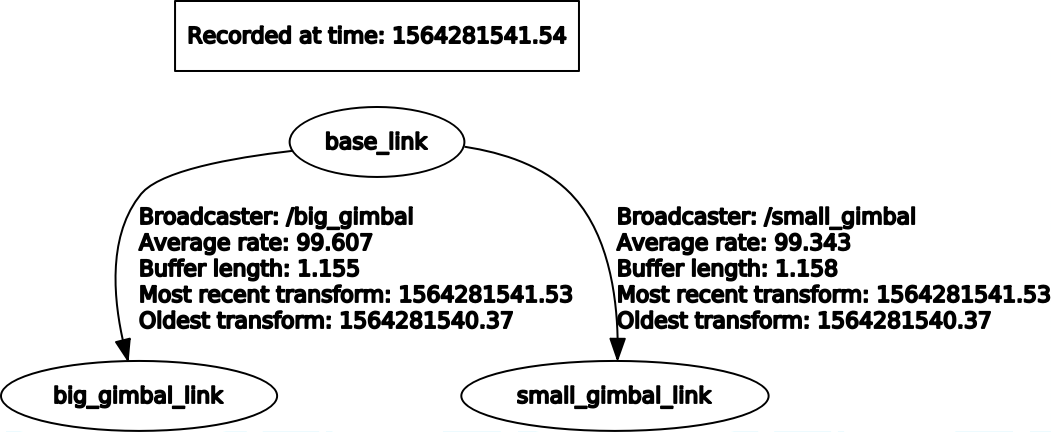 Recorded at time: 1564281541.54
base_link
Broadcaster: /big_gimbal
Average rate: 99.607
Buffer length: 1.155
Most recent transform: 1564281541.53
Oldest transform: 1564281540.37
Broadcaster: /small_gimbal
Average rate: 99.343
Buffer length: 1.158
Most recent transform: 1564281541.53
Oldest transform: 1564281540.37
big_gimbal_link
small_gimbal_link